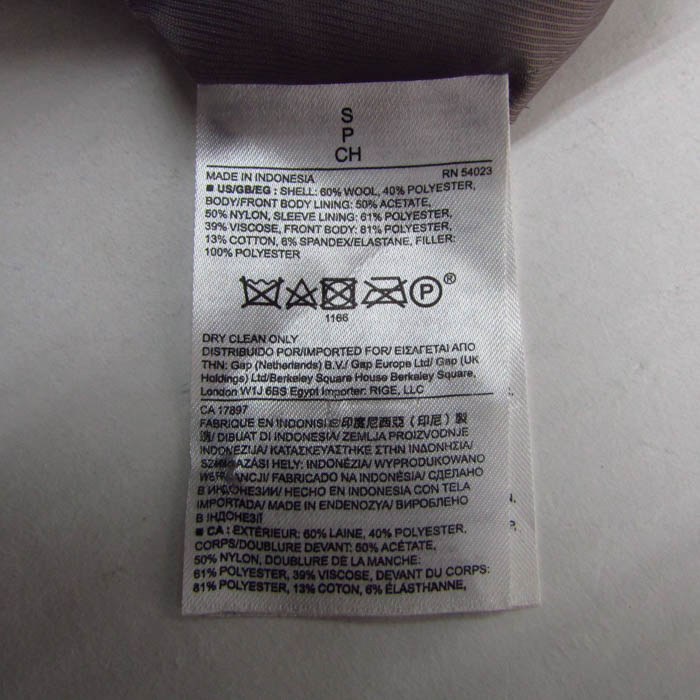 S
P
CH
MADE IN INDONESIA RN 54023
■ US/GB/EG : SHELL: 60% WOOL, 40% POLYESTER,
BODY/FRONT BODY LINING: 50% ACETATE,
50% NYLON, SLEEVE LINING: 61% POLYESTER,
39% VISCOSE, FRONT BODY: 81% POLYESTER,
13% COTTON, 6% SPANDEX/ELASTANE, FILLER:
100% POLYESTER
P ®
1166
DRY CLEAN ONLY
DISTRIBUIDO POR/IMPORTED FOR/ ΕΙΣΑΓΕΤΑΙ ΑΠΟ
ΤΗΝ: Gap (Netherlands) B.V./ Gap Europe Ltd/ Gap (UK
Holdings) Ltd/Berkeley Square House Berkeley Square,
London W1J 6BS Egypt Importer: RIGE, LLC
CA 17897
FABRIQUE EN INDONISIE/印度尼西亞 (印尼) 製
造/ DIBUAT DI INDONESIA/ ZEMLJA PROIZVODNJE
INDONEZIJA/ ΚΑΤΑΣΚΕΥΑΣΤΗΚΕ ΣΤΗΝ ΙΝΔΟΝΗΣΙΑ/
HELY: INDONÉZIA/ WYPRODUKOWANO
FABRICADO NA INDONÉSIA/ СДЕЛАНО
В ИНДОНЕЗИИ/ HECHO EN INDONESIA CON TELA
IMPORTADA/ MADE IN ENDONEZYA/ ВИРОБЛЕНО
В ІНДОНЕЗІЇ
■ CA : EXTÉRIEUR: 60% LAINE, 40% POLYESTER,
CORPS/DOUBLURE DEVANT: 50% ACÉTATE,
50% NYLON, DOUBLURE DE LA MANCHE:
61% POLYESTER, 39% VISCOSE, DEVANT DU CORPS:
81% POLYESTER, 13% COTON, 6% ÉLASTHANNE,